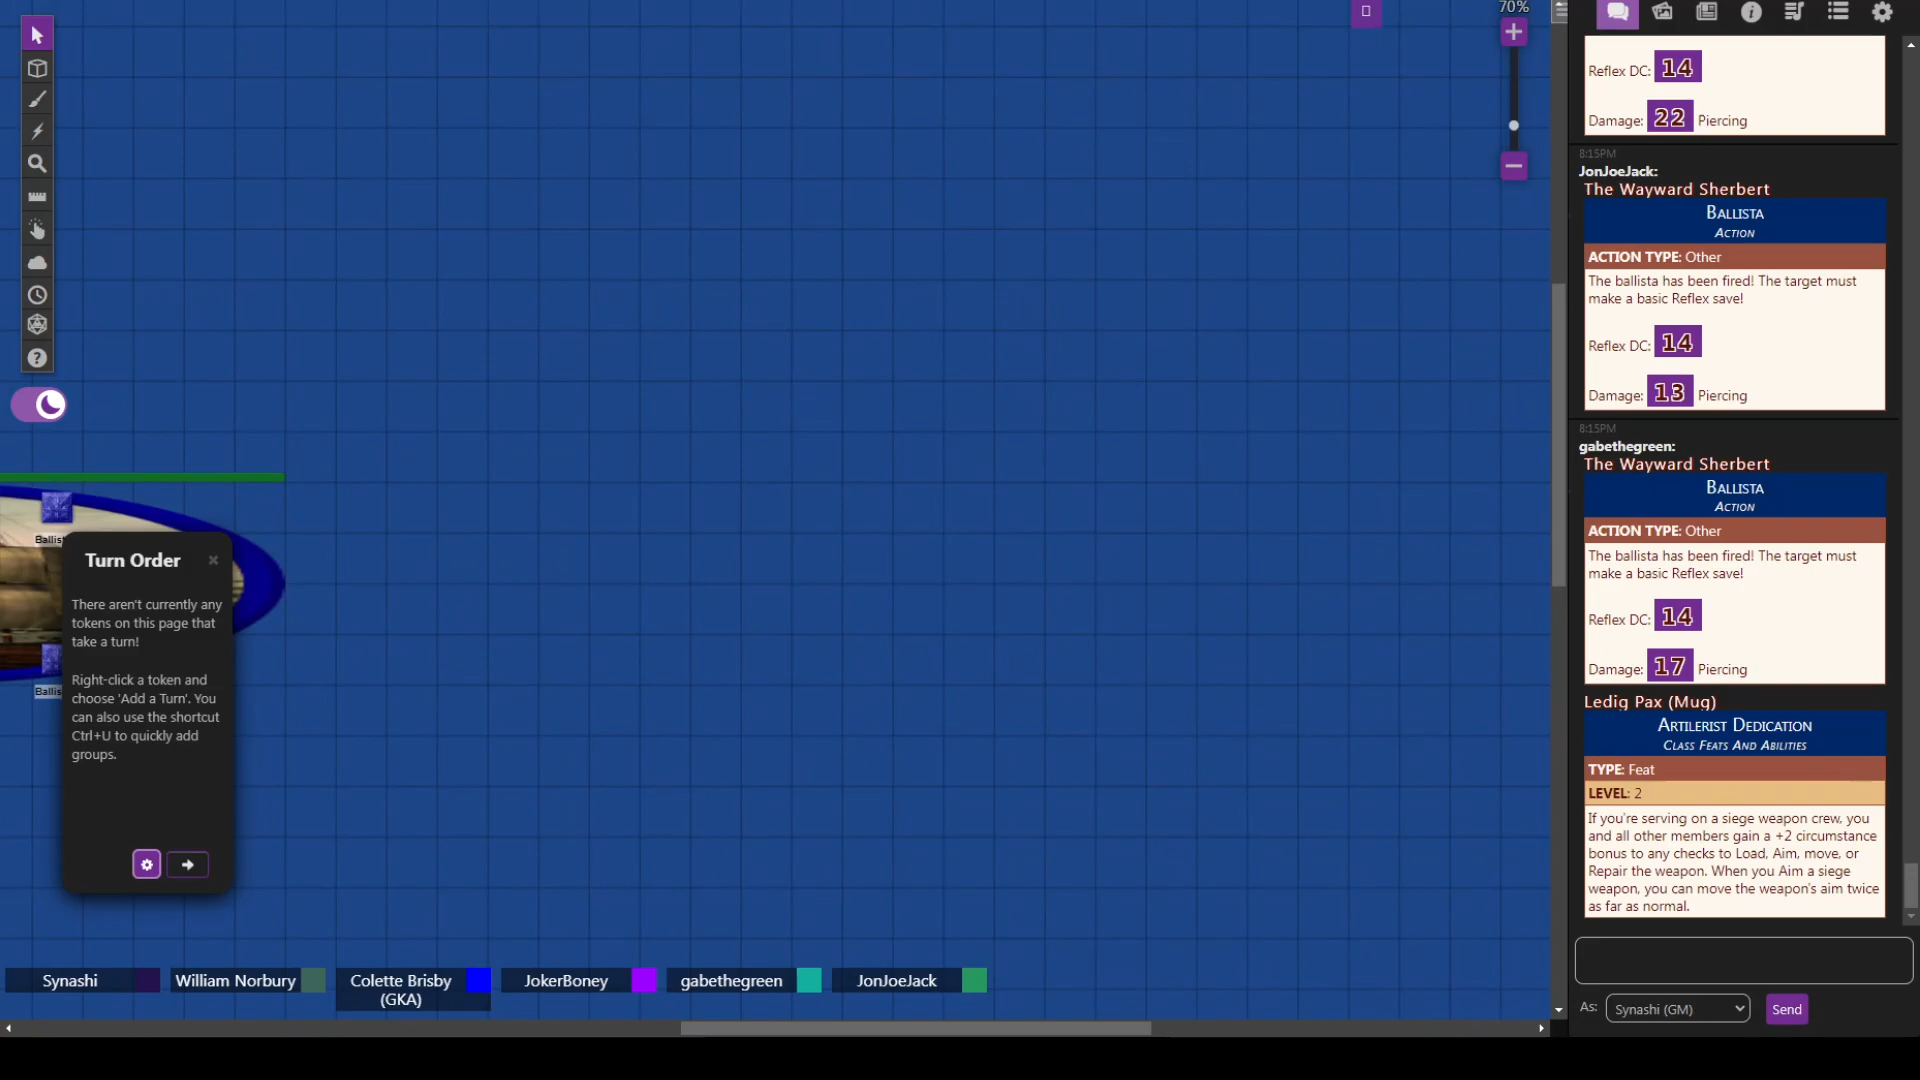 70%
Reflex DC: 14
Damage: 22 Piercing
8:15PM
JonJoeJack:
The Wayward Sherbert
Ballista
Action
ACTION TYPE: Other
The ballista has been fired! The target must
make a basic Reflex save!
Reflex DC: 14
Damage: 13 Piercing
8:15PM
gabethegreen:
The Wayward Sherbert
Ballista
Action
ACTION TYPE: Other
The ballista has been fired! The target must
make a basic Reflex save!
Reflex DC: 14
Damage: 17 Piercing
Ledig Pax (Mug)
Artilerist Dedication
Class Feats And Abilities
TYPE: Feat
LEVEL: 2
If you're serving on a siege weapon crew, you
and all other members gain a +2 circumstance
bonus to any checks to Load, Aim, move, or
Repair the weapon. When you Aim a siege
weapon, you can move the weapon's aim twice
as far as normal.
As: Synashi (GM) Send
Ballist
Turn Order
There aren't currently any
tokens on this page that
take a turn!
Right-click a token and
choose 'Add a Turn'. You
can also use the shortcut
Ctrl+U to quickly add
groups.
Ballis
Synashi
William Norbury
Colette Brisby
(GKA)
JokerBoney
gabethegreen
JonJoeJack